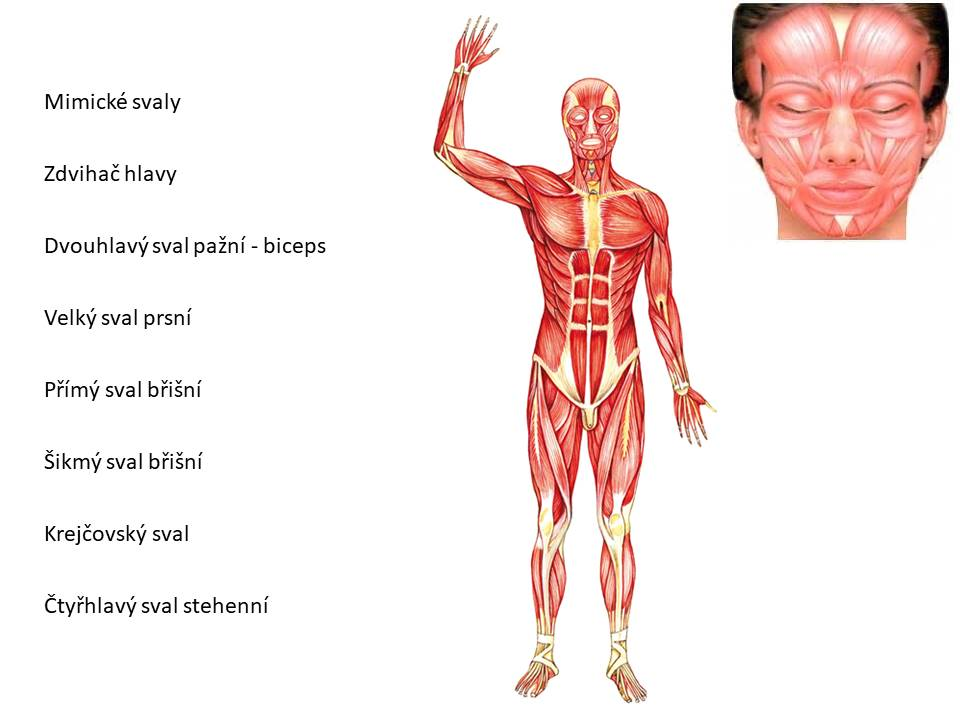 Mimické svaly
Zdvihač hlavy
Dvouhlavý sval pažní - biceps
Velký sval prsní
Přímý sval břišní
Šikmý sval břišní
Krejčovský sval
Čtyřhlavý sval stehenní